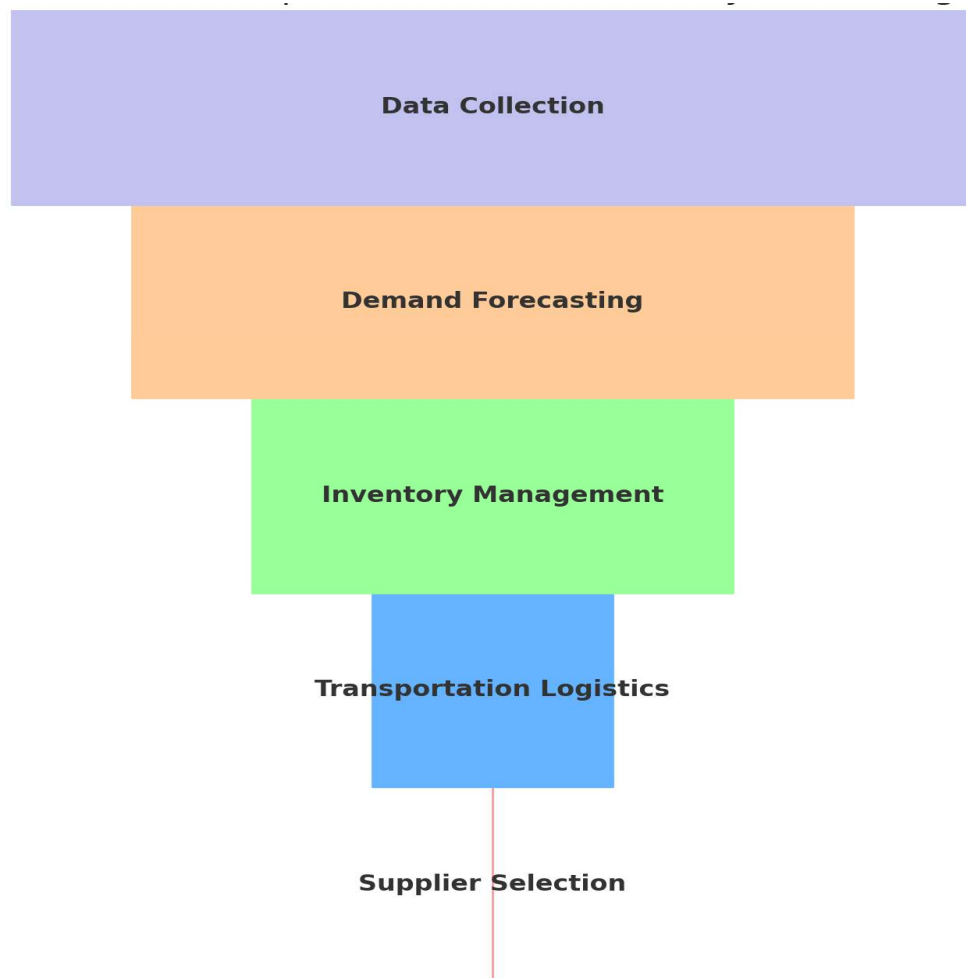 Data Collection
Demand Forecasting
Inventory Management
Transportation Logistics
Supplier Selection